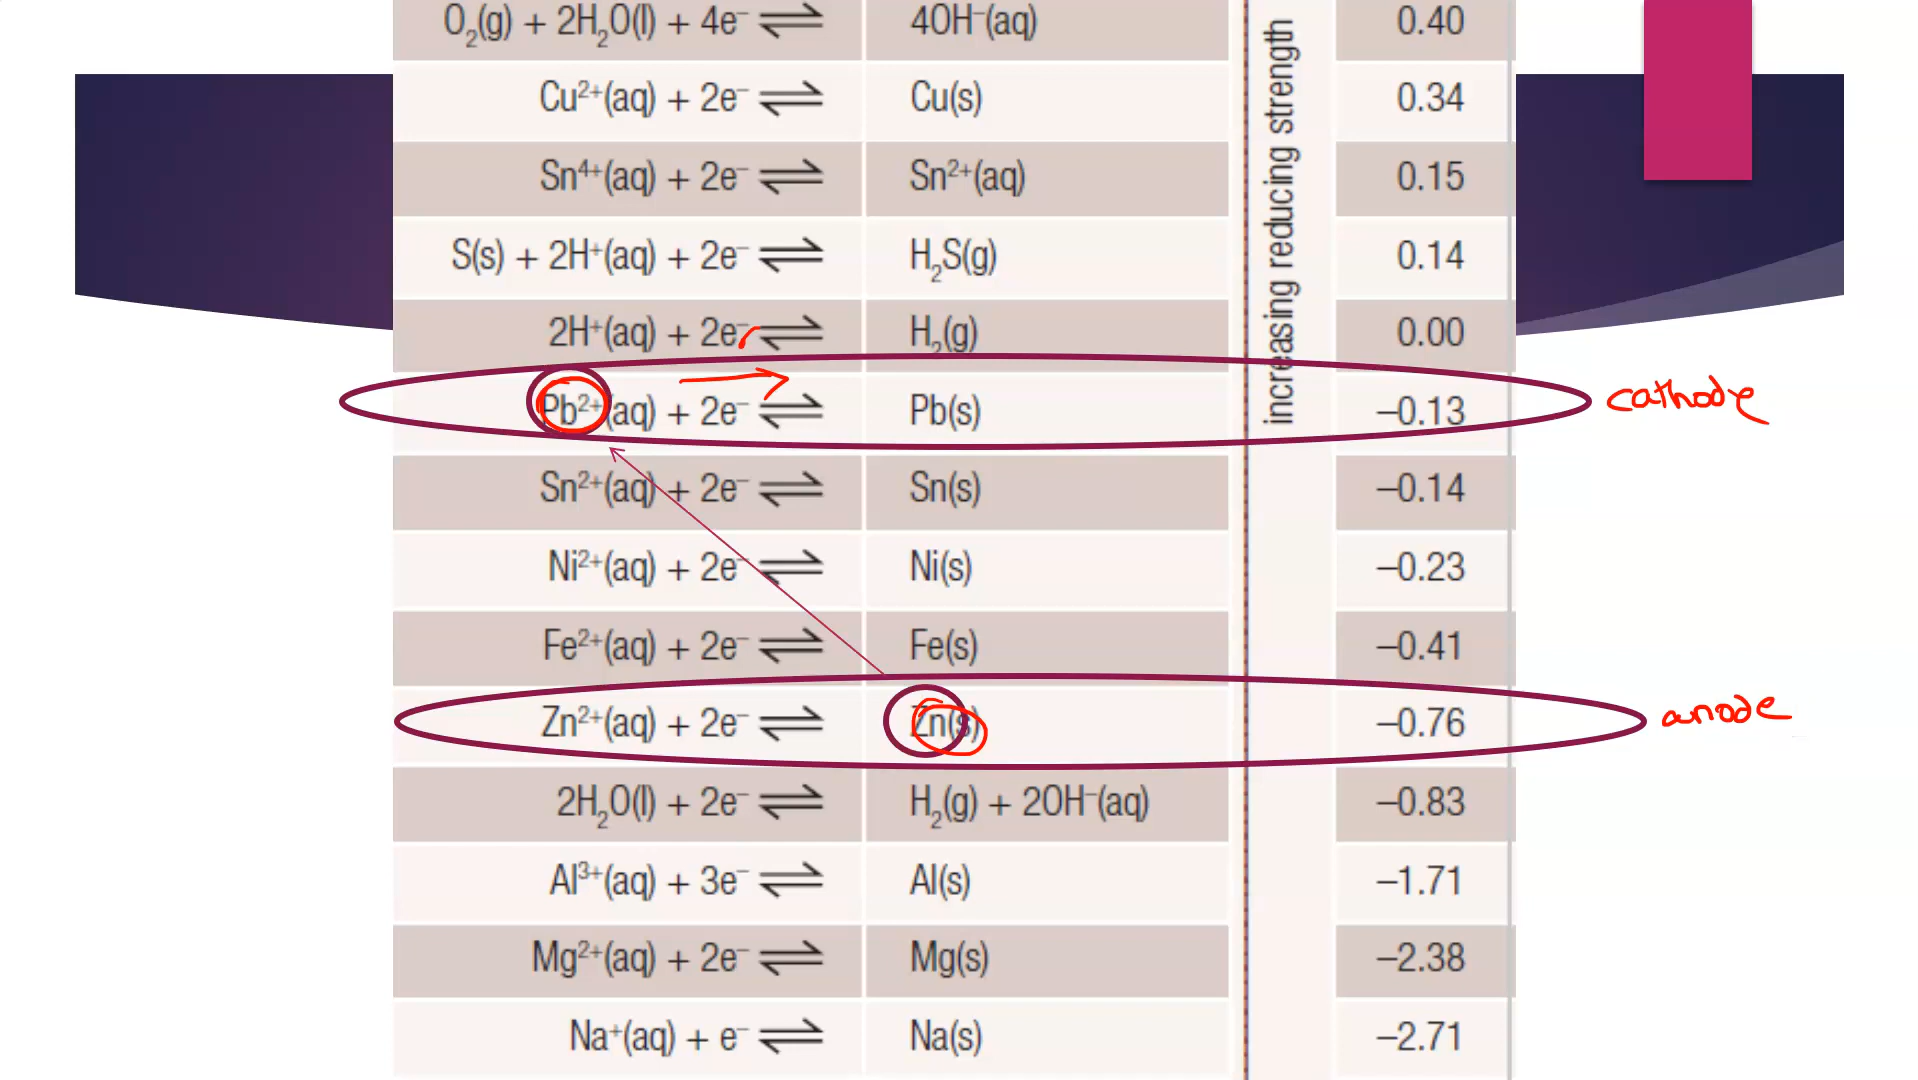 O₂(g) + 2H₂O(l) + 4e⁻ ⇌ 4OH⁻(aq) 0.40
Cu²⁺(aq) + 2e⁻ ⇌ Cu(s) 0.34
Sn⁴⁺(aq) + 2e⁻ ⇌ Sn²⁺(aq) 0.15
S(s) + 2H⁺(aq) + 2e⁻ ⇌ H₂S(g) 0.14
2H⁺(aq) + 2e⁻ ⇌ H₂(g) 0.00
Pb²⁺(aq) + 2e⁻ ⇌ Pb(s) –0.13 cathode
Sn²⁺(aq) + 2e⁻ ⇌ Sn(s) –0.14
Ni²⁺(aq) + 2e⁻ ⇌ Ni(s) –0.23
Fe²⁺(aq) + 2e⁻ ⇌ Fe(s) –0.41
Zn²⁺(aq) + 2e⁻ ⇌ Zn(s) –0.76 anode
2H₂O(l) + 2e⁻ ⇌ H₂(g) + 2OH⁻(aq) –0.83
Al³⁺(aq) + 3e⁻ ⇌ Al(s) –1.71
Mg²⁺(aq) + 2e⁻ ⇌ Mg(s) –2.38
Na⁺(aq) + e⁻ ⇌ Na(s) –2.71
increasing reducing strength